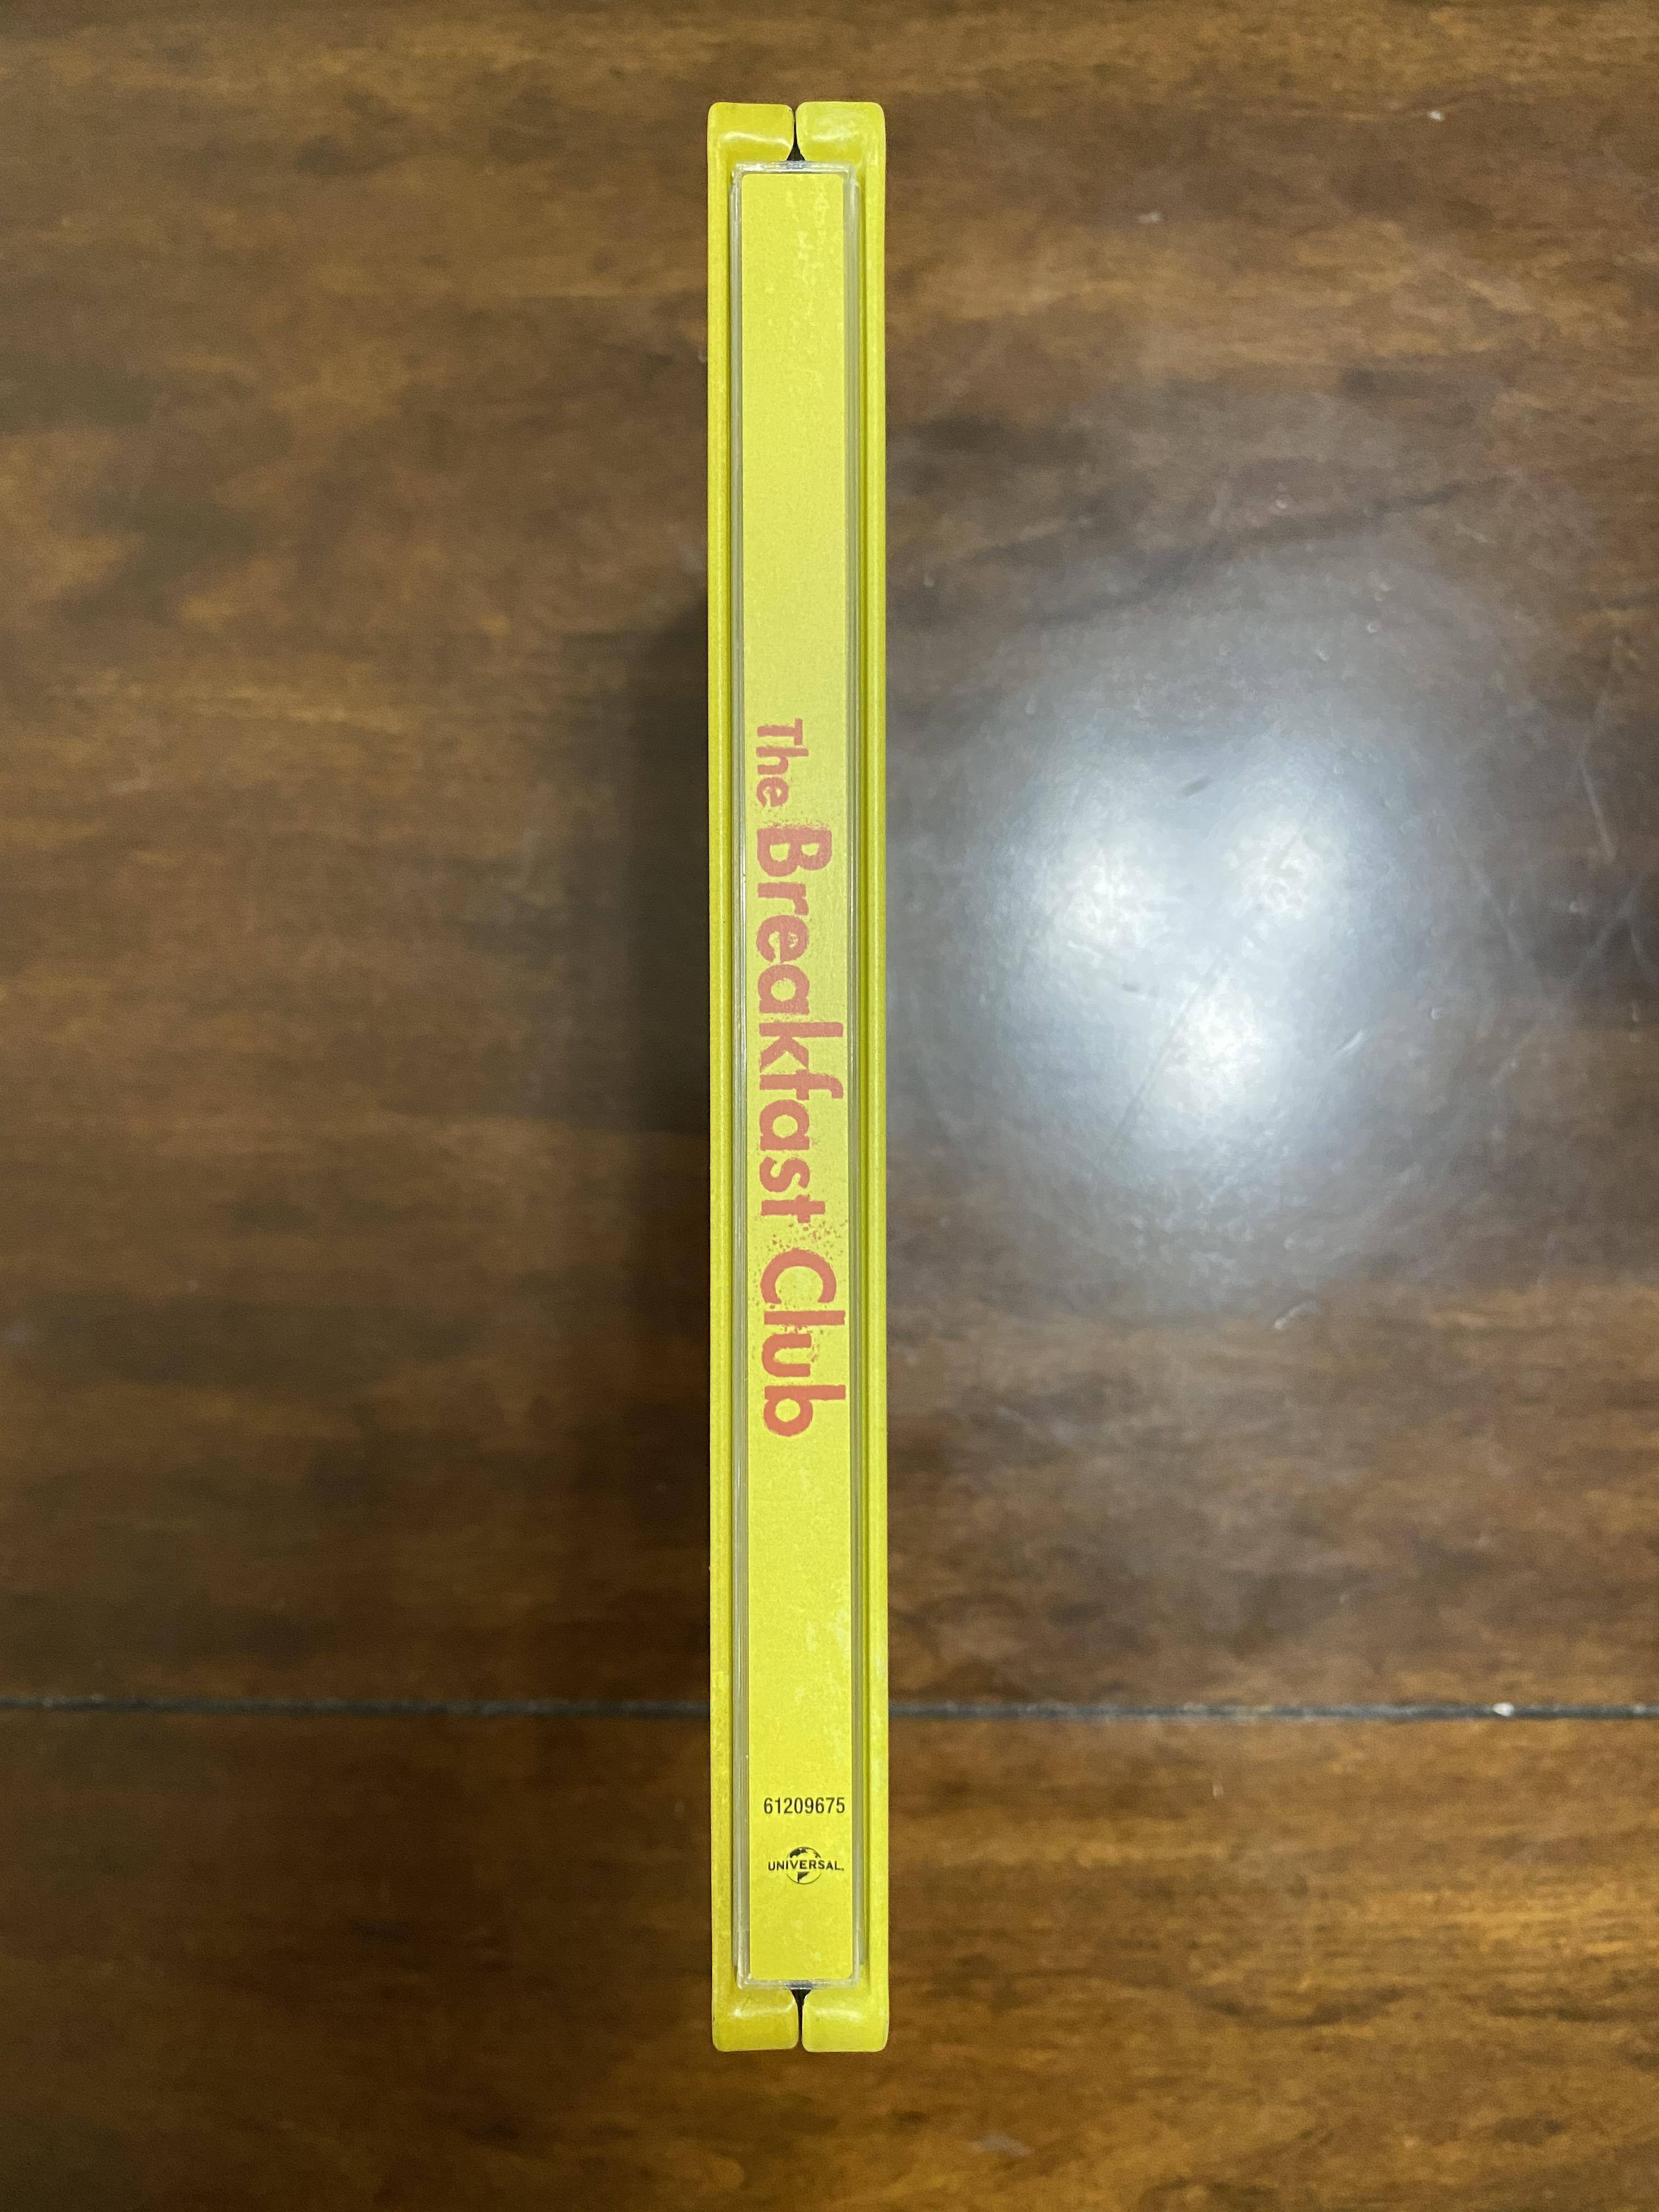 The Breakfast Club
61209675
UNIVERSAL